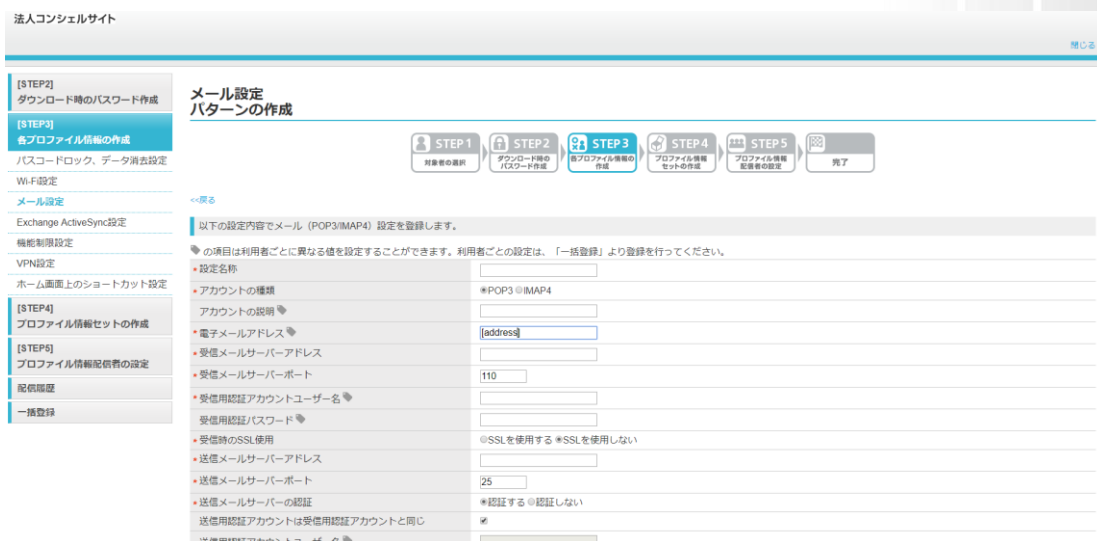 法人コンシェルサイト
閉じる
[STEP2]
ダウンロード時のパスワード作成
[STEP3]
各プロファイル情報の作成
パスコードロック、データ消去設定
Wi-Fi設定
メール設定
Exchange ActiveSync設定
機能制限設定
VPN設定
ホーム画面上のショートカット設定
[STEP4]
プロファイル情報セットの作成
[STEP5]
プロファイル情報配信者の設定
配信履歴
一括登録
メール設定
パターンの作成
STEP1
対象者の選択
STEP2
ダウンロード時の
パスワード作成
STEP3
各プロファイル情報の
作成
STEP4
プロファイル情報
セットの作成
STEP5
プロファイル情報
配信者の設定
完了
<<戻る
以下の設定内容でメール（POP3/IMAP4）設定を登録します。
の項目は利用者ごとに異なる値を設定することができます。利用者ごとの設定は、「一括登録」より登録を行ってください。
設定名称
アカウントの種類 POP3 IMAP4
アカウントの説明
電子メールアドレス [address]
受信メールサーバーアドレス
受信メールサーバーポート 110
受信用認証アカウントユーザー名
受信用認証パスワード
受信時のSSL使用 SSLを使用する SSLを使用しない
送信メールサーバーアドレス
送信メールサーバーポート 25
送信メールサーバーの認証 認証する 認証しない
送信用認証アカウントは受信用認証アカウントと同じ
送信用認証アカウントユーザー名